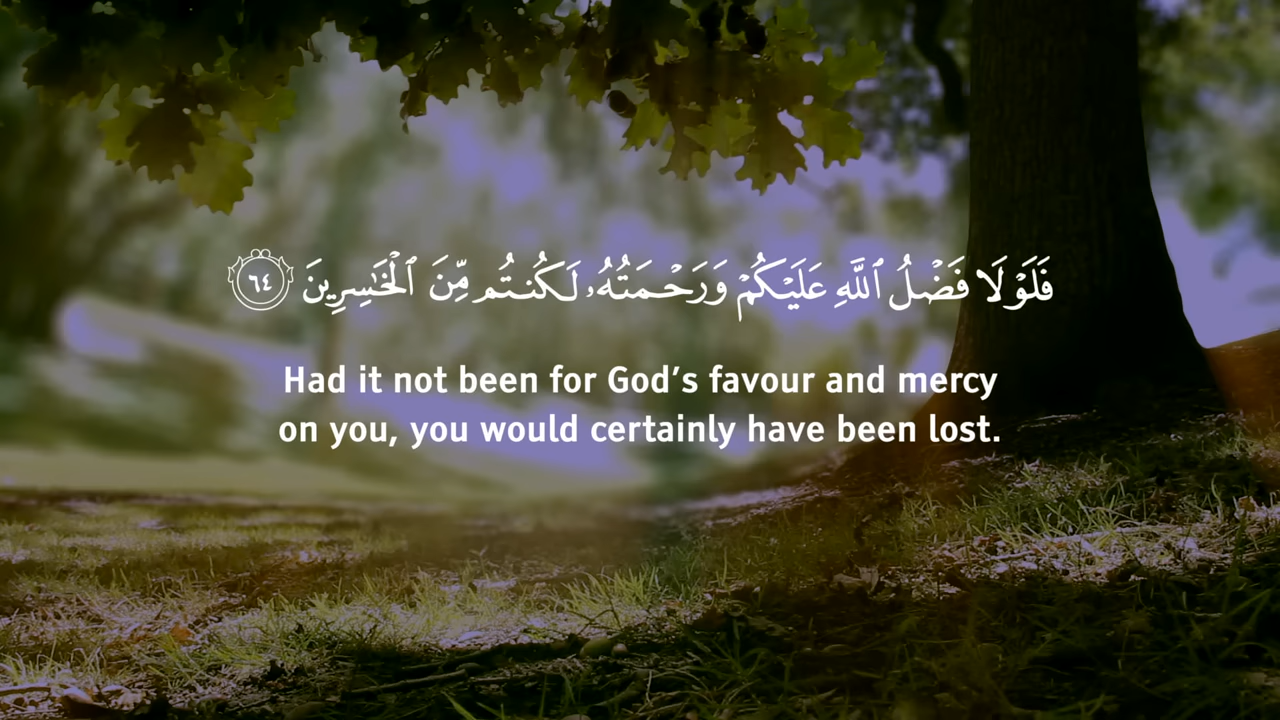 فَلَوْلَا فَضْلُ ٱللَّهِ عَلَيْكُمْ وَرَحْمَتُهُۥ لَكُنتُم مِّنَ ٱلْخَـٰسِرِينَ ٦٤
Had it not been for God’s favour and mercy
on you, you would certainly have been lost.